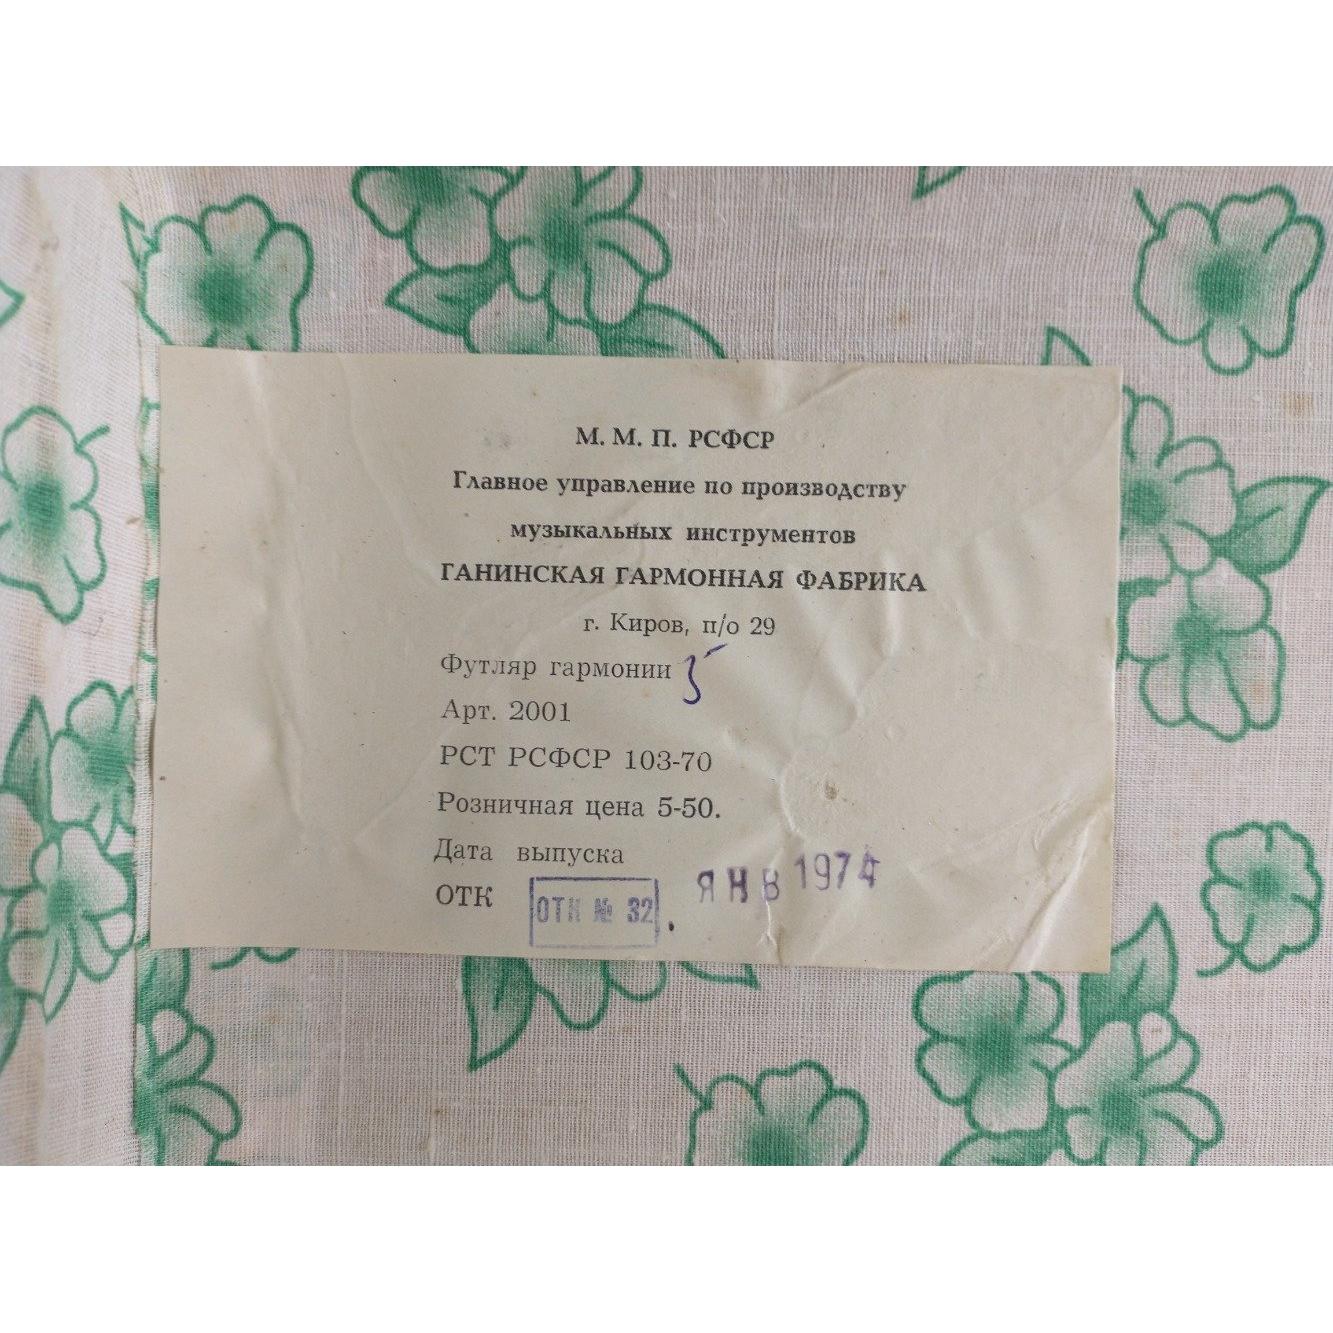 М. М. П. РСФСР
Главное управление по производству
музыкальных инструментов
ГАНИНСКАЯ ГАРМОННАЯ ФАБРИКА
г. Киров, п/о 29
Футляр гармонии 5
Арт. 2001
РСТ РСФСР 103-70
Розничная цена 5-50.
Дата выпуска
ЯНВ 1974
ОТК ОТК № 32